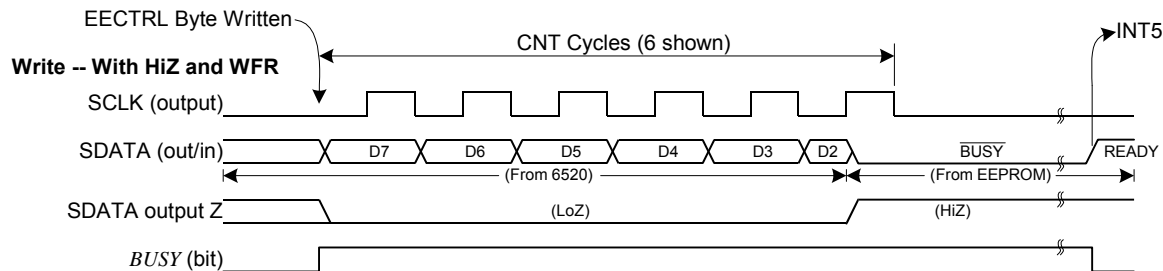 EECTRL Byte Written
INT5
CNT Cycles (6 shown)
Write -- With HiZ and WFR
SCLK (output)
SDATA (out/in) D7 D6 D5 D4 D3 D2 BUSY READY
(From 6520) (From EEPROM)
SDATA output Z (LoZ) (HiZ)
BUSY (bit)